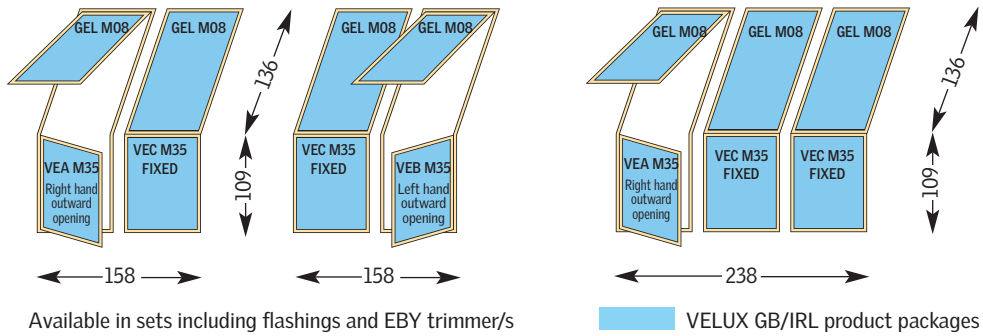 GEL M08
GEL M08
136
VEA M35
Right hand
outward
opening
VEC M35
FIXED
109
158
GEL M08
GEL M08
VEC M35
FIXED
VEB M35
Left hand
outward
opening
158
GEL M08
GEL M08
GEL M08
136
VEA M35
Right hand
outward
opening
VEC M35
FIXED
VEC M35
FIXED
109
238
Available in sets including flashings and EBY trimmer/s
VELUX GB/IRL product packages